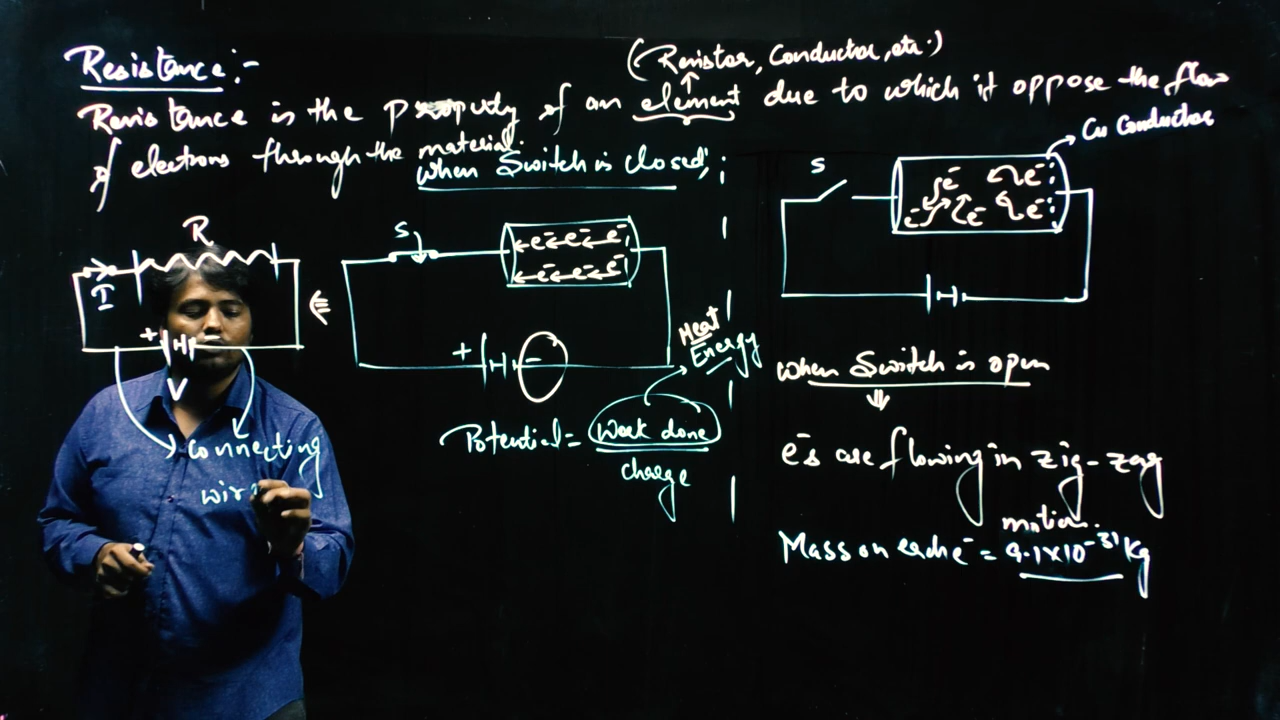 Resistance:-
(Resistor, Conductor, etc.)
Resistance is the property of an element due to which it oppose the flow
of electrons through the material.
when Switch is closed;
Cu Conductor
S
e- e- e- e- e-
R
I
+ -
V
connecting
wire
S
e- e- e-
e- e- e-
+ -
Heat
Energy
Potential = Work done
charge
when Switch is open
e-s are flowing in zig-zag
motion.
Mass on each e- = 9.1×10-31 kg